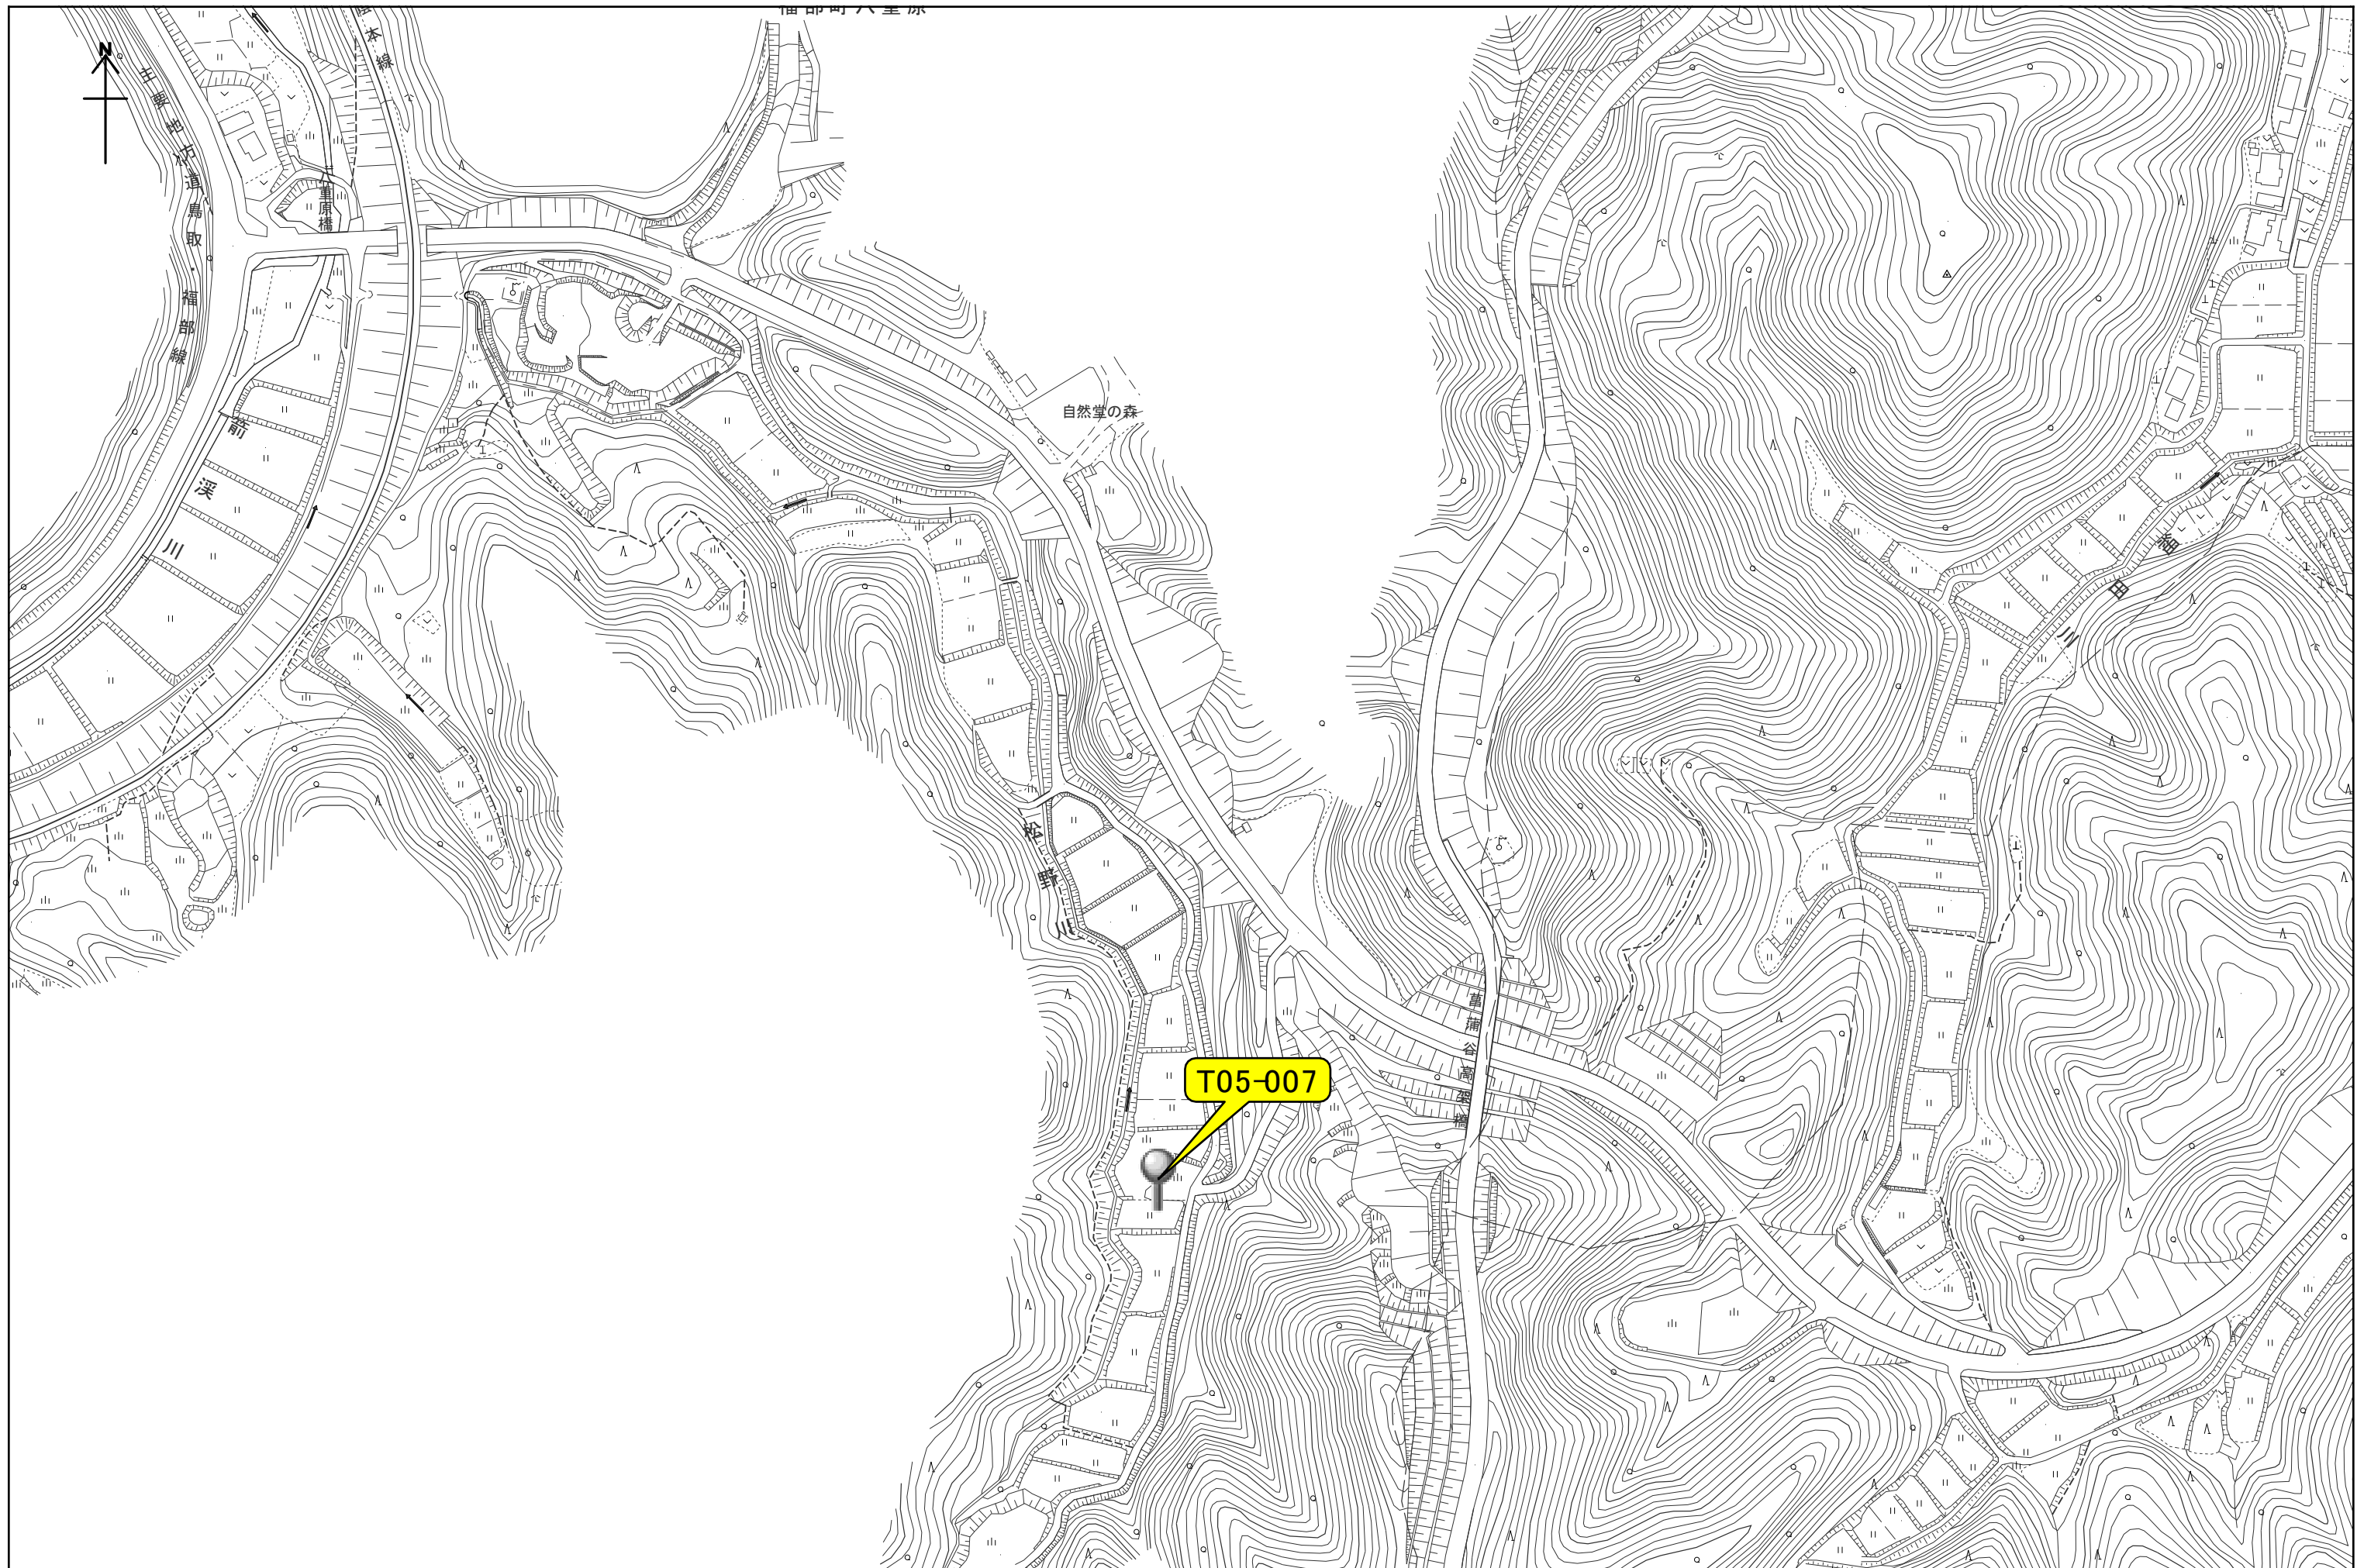 福部町八重原
N
本線
主要地方道鳥取・福部線
八重原橋
自然堂の森
箭渓川
細田川
松野川
菖蒲谷高架橋
T05-007